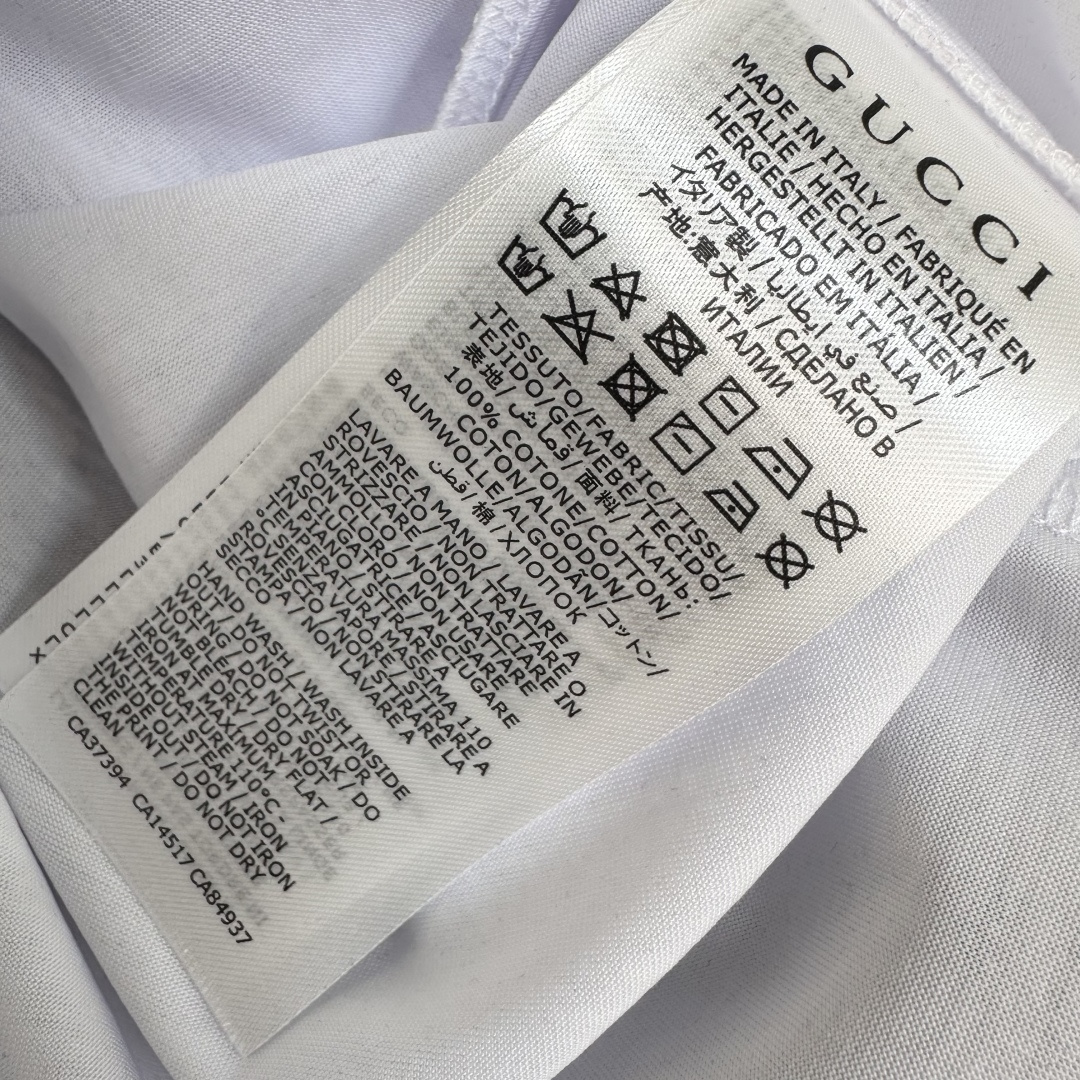 GUCCI
MADE IN ITALY / FABRIQUÉ EN
ITALIE / HECHO EN ITALIA /
HERGESTELLT IN ITALIEN /
FABRICADO EM ITÁLIA /
イタリア製 / صنع في ايطاليا /
产地:意大利 / СДЕЛАНО В
ИТАЛИИ
TESSUTO/FABRIC/TISSU/
TEJIDO/GEWEBE/TECIDO/
表地/ قماش /面料/ ТКАНЬ:
100% COTONE/COTTON/
COTON/ALGODON/
BAUMWOLLE/ALGODÁN/コットン/
قطن / 棉 / ХЛОПОК
LAVARE A MANO / LAVARE A
ROVESCIO / NON TRATTARE O
STRIZZARE / NON LASCIARE IN
AMMOLLO / NON TRATTARE
IN CLORO / NON USARE
ASCIUGATRICE / ASCIUGARE
IN PIANO / STIRARE A
TEMPERATURA MASSIMA 110
°C SENZA VAPORE / STIRARE A
ROVESCIO / NON STIRARE LA
STAMPA / NON LAVARE A
SECCO
HAND WASH / WASH INSIDE
OUT / DO NOT TWIST OR
WRING / DO NOT SOAK / DO
NOT BLEACH / DO NOT
TUMBLE DRY / DRY FLAT /
IRON AT MAXIMUM
TEMPERATURE 110°C -
WITHOUT STEAM / IRON
INSIDE OUT / DO NOT IRON
THE PRINT / DO NOT DRY
CLEAN
CA37394 CA14517 CA84937